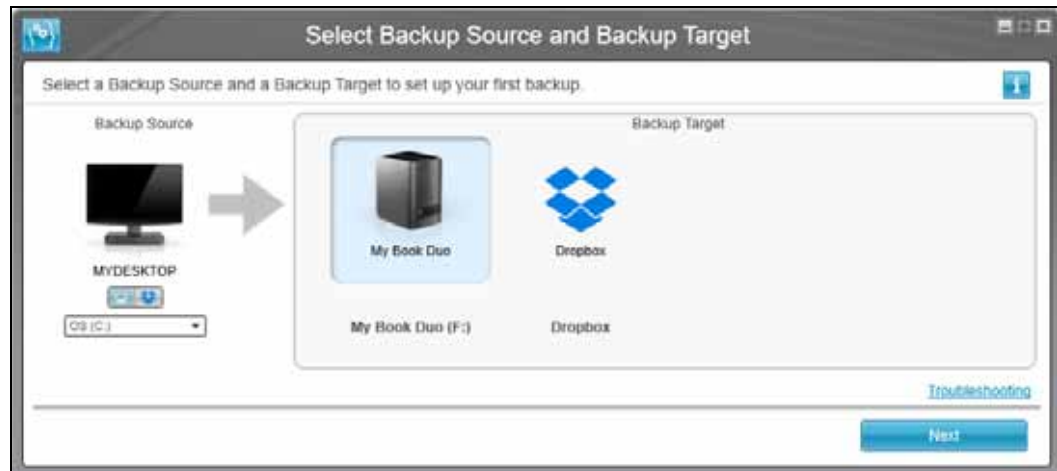 Select Backup Source and Backup Target
Select a Backup Source and a Backup Target to set up your first backup.
Backup Source
MYDESKTOP
OS (C:)
Backup Target
My Book Duo
Dropbox
My Book Duo (F:)
Dropbox
Troubleshooting
Next